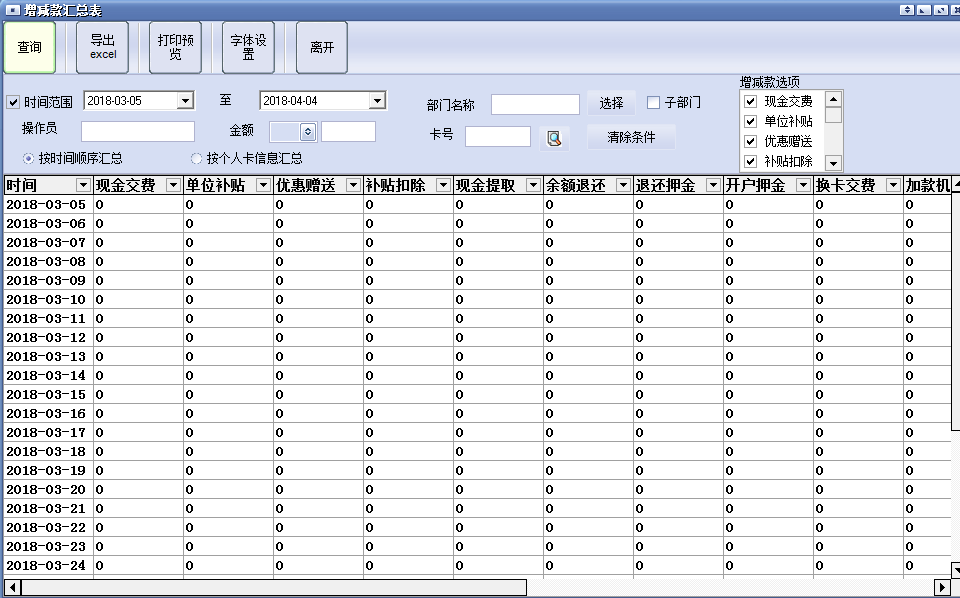 增减款汇总表
查询 导出excel 打印预览 字体设置 离开
时间范围 2018-03-05 至 2018-04-04 部门名称 选择 子部门
操作员 金额 卡号 清除条件
按时间顺序汇总 按个人卡信息汇总
增减款选项
现金交费
单位补贴
优惠赠送
补贴扣除
时间 现金交费 单位补贴 优惠赠送 补贴扣除 现金提取 余额退还 退还押金 开户押金 换卡交费 加款机
2018-03-05 0 0 0 0 0 0 0 0 0 0
2018-03-06 0 0 0 0 0 0 0 0 0 0
2018-03-07 0 0 0 0 0 0 0 0 0 0
2018-03-08 0 0 0 0 0 0 0 0 0 0
2018-03-09 0 0 0 0 0 0 0 0 0 0
2018-03-10 0 0 0 0 0 0 0 0 0 0
2018-03-11 0 0 0 0 0 0 0 0 0 0
2018-03-12 0 0 0 0 0 0 0 0 0 0
2018-03-13 0 0 0 0 0 0 0 0 0 0
2018-03-14 0 0 0 0 0 0 0 0 0 0
2018-03-15 0 0 0 0 0 0 0 0 0 0
2018-03-16 0 0 0 0 0 0 0 0 0 0
2018-03-17 0 0 0 0 0 0 0 0 0 0
2018-03-18 0 0 0 0 0 0 0 0 0 0
2018-03-19 0 0 0 0 0 0 0 0 0 0
2018-03-20 0 0 0 0 0 0 0 0 0 0
2018-03-21 0 0 0 0 0 0 0 0 0 0
2018-03-22 0 0 0 0 0 0 0 0 0 0
2018-03-23 0 0 0 0 0 0 0 0 0 0
2018-03-24 0 0 0 0 0 0 0 0 0 0